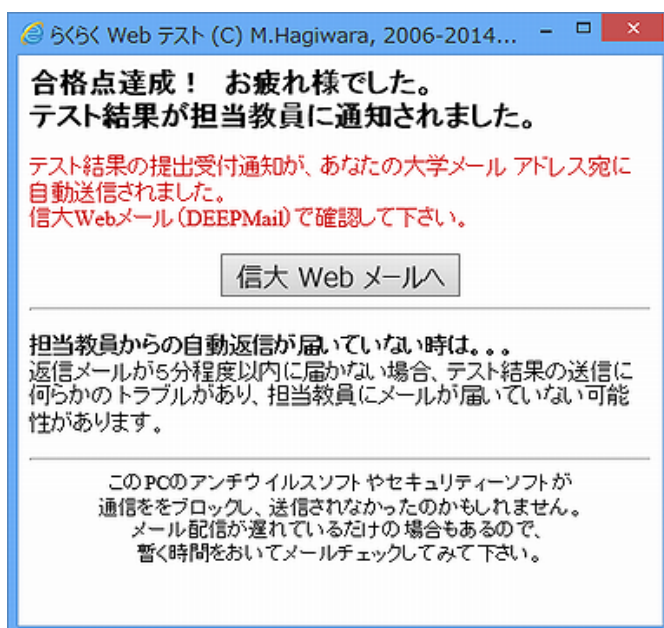 らくらく Web テスト (C) M.Hagiwara, 2006-2014...
合格点達成！　お疲れ様でした。
テスト結果が担当教員に通知されました。
テスト結果の提出受付通知が、あなたの大学メール アドレス宛に
自動送信されました。
信大Webメール（DEEPMail）で確認して下さい。
信大 Web メールへ
担当教員からの自動返信が届いていない時は。。。
返信メールが5分程度以内に届かない場合、テスト結果の送信に
何らかのトラブルがあり、担当教員にメールが届いていない可能
性があります。
このPCのアンチウイルスソフトやセキュリティーソフトが
通信ををブロックし、送信されなかったのかもしれません。
メール配信が遅れているだけの場合もあるので、
暫く時間をおいてメールチェックしてみて下さい。